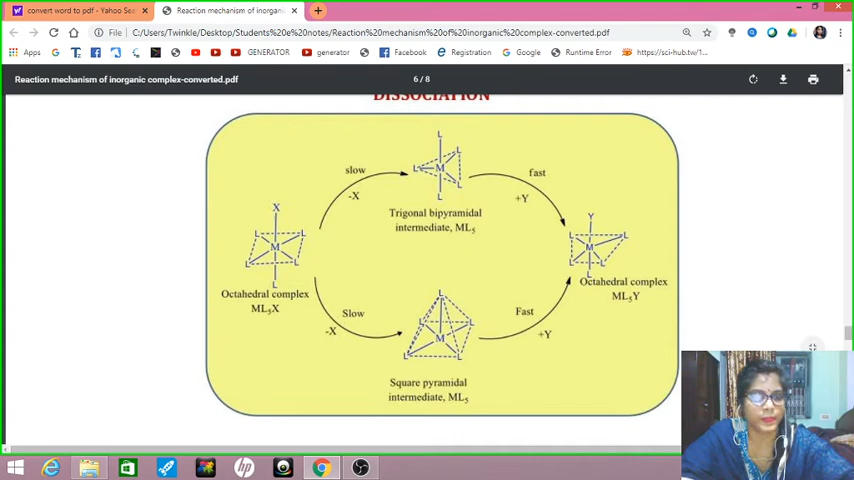 convert word to pdf - Yahoo Sea
Reaction mechanism of inorganic
File
C:/Users/Twinkle/Desktop/Students%20e%20notes/Reaction%20mechanism%20of%20inorganic%20complex-converted.pdf
Apps
GENERATOR
generator
Facebook
Registration
Google
Runtime Error
https://sci-hub.tw/1...
Reaction mechanism of inorganic complex-converted.pdf
6 / 8
DISSOCIATION
L
slow
L
fast
L
M
-X
L
+Y
L
Trigonal bipyramidal
intermediate, ML5
X
L
L
M
L
L
L
Octahedral complex
ML5X
Y
L
L
M
L
L
L
Octahedral complex
ML5Y
L
Slow
Fast
L
L
-X
M
+Y
L
L
Square pyramidal
intermediate, ML5
hp